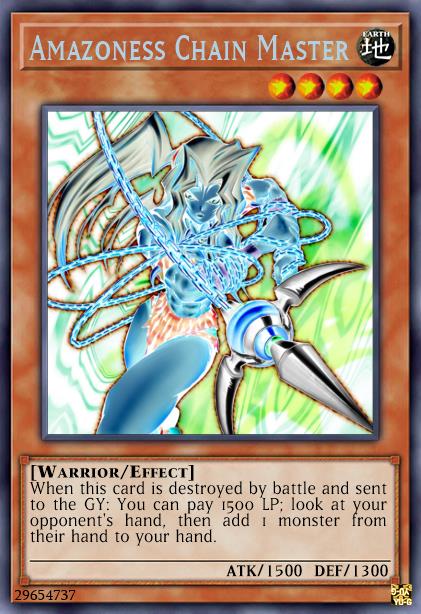 AMAZONESS CHAIN MASTER
EARTH
地
[WARRIOR/EFFECT]
When this card is destroyed by battle and sent
to the GY: You can pay 1500 LP; look at your
opponent's hand, then add 1 monster from
their hand to your hand.
ATK/1500 DEF/1300
29654737